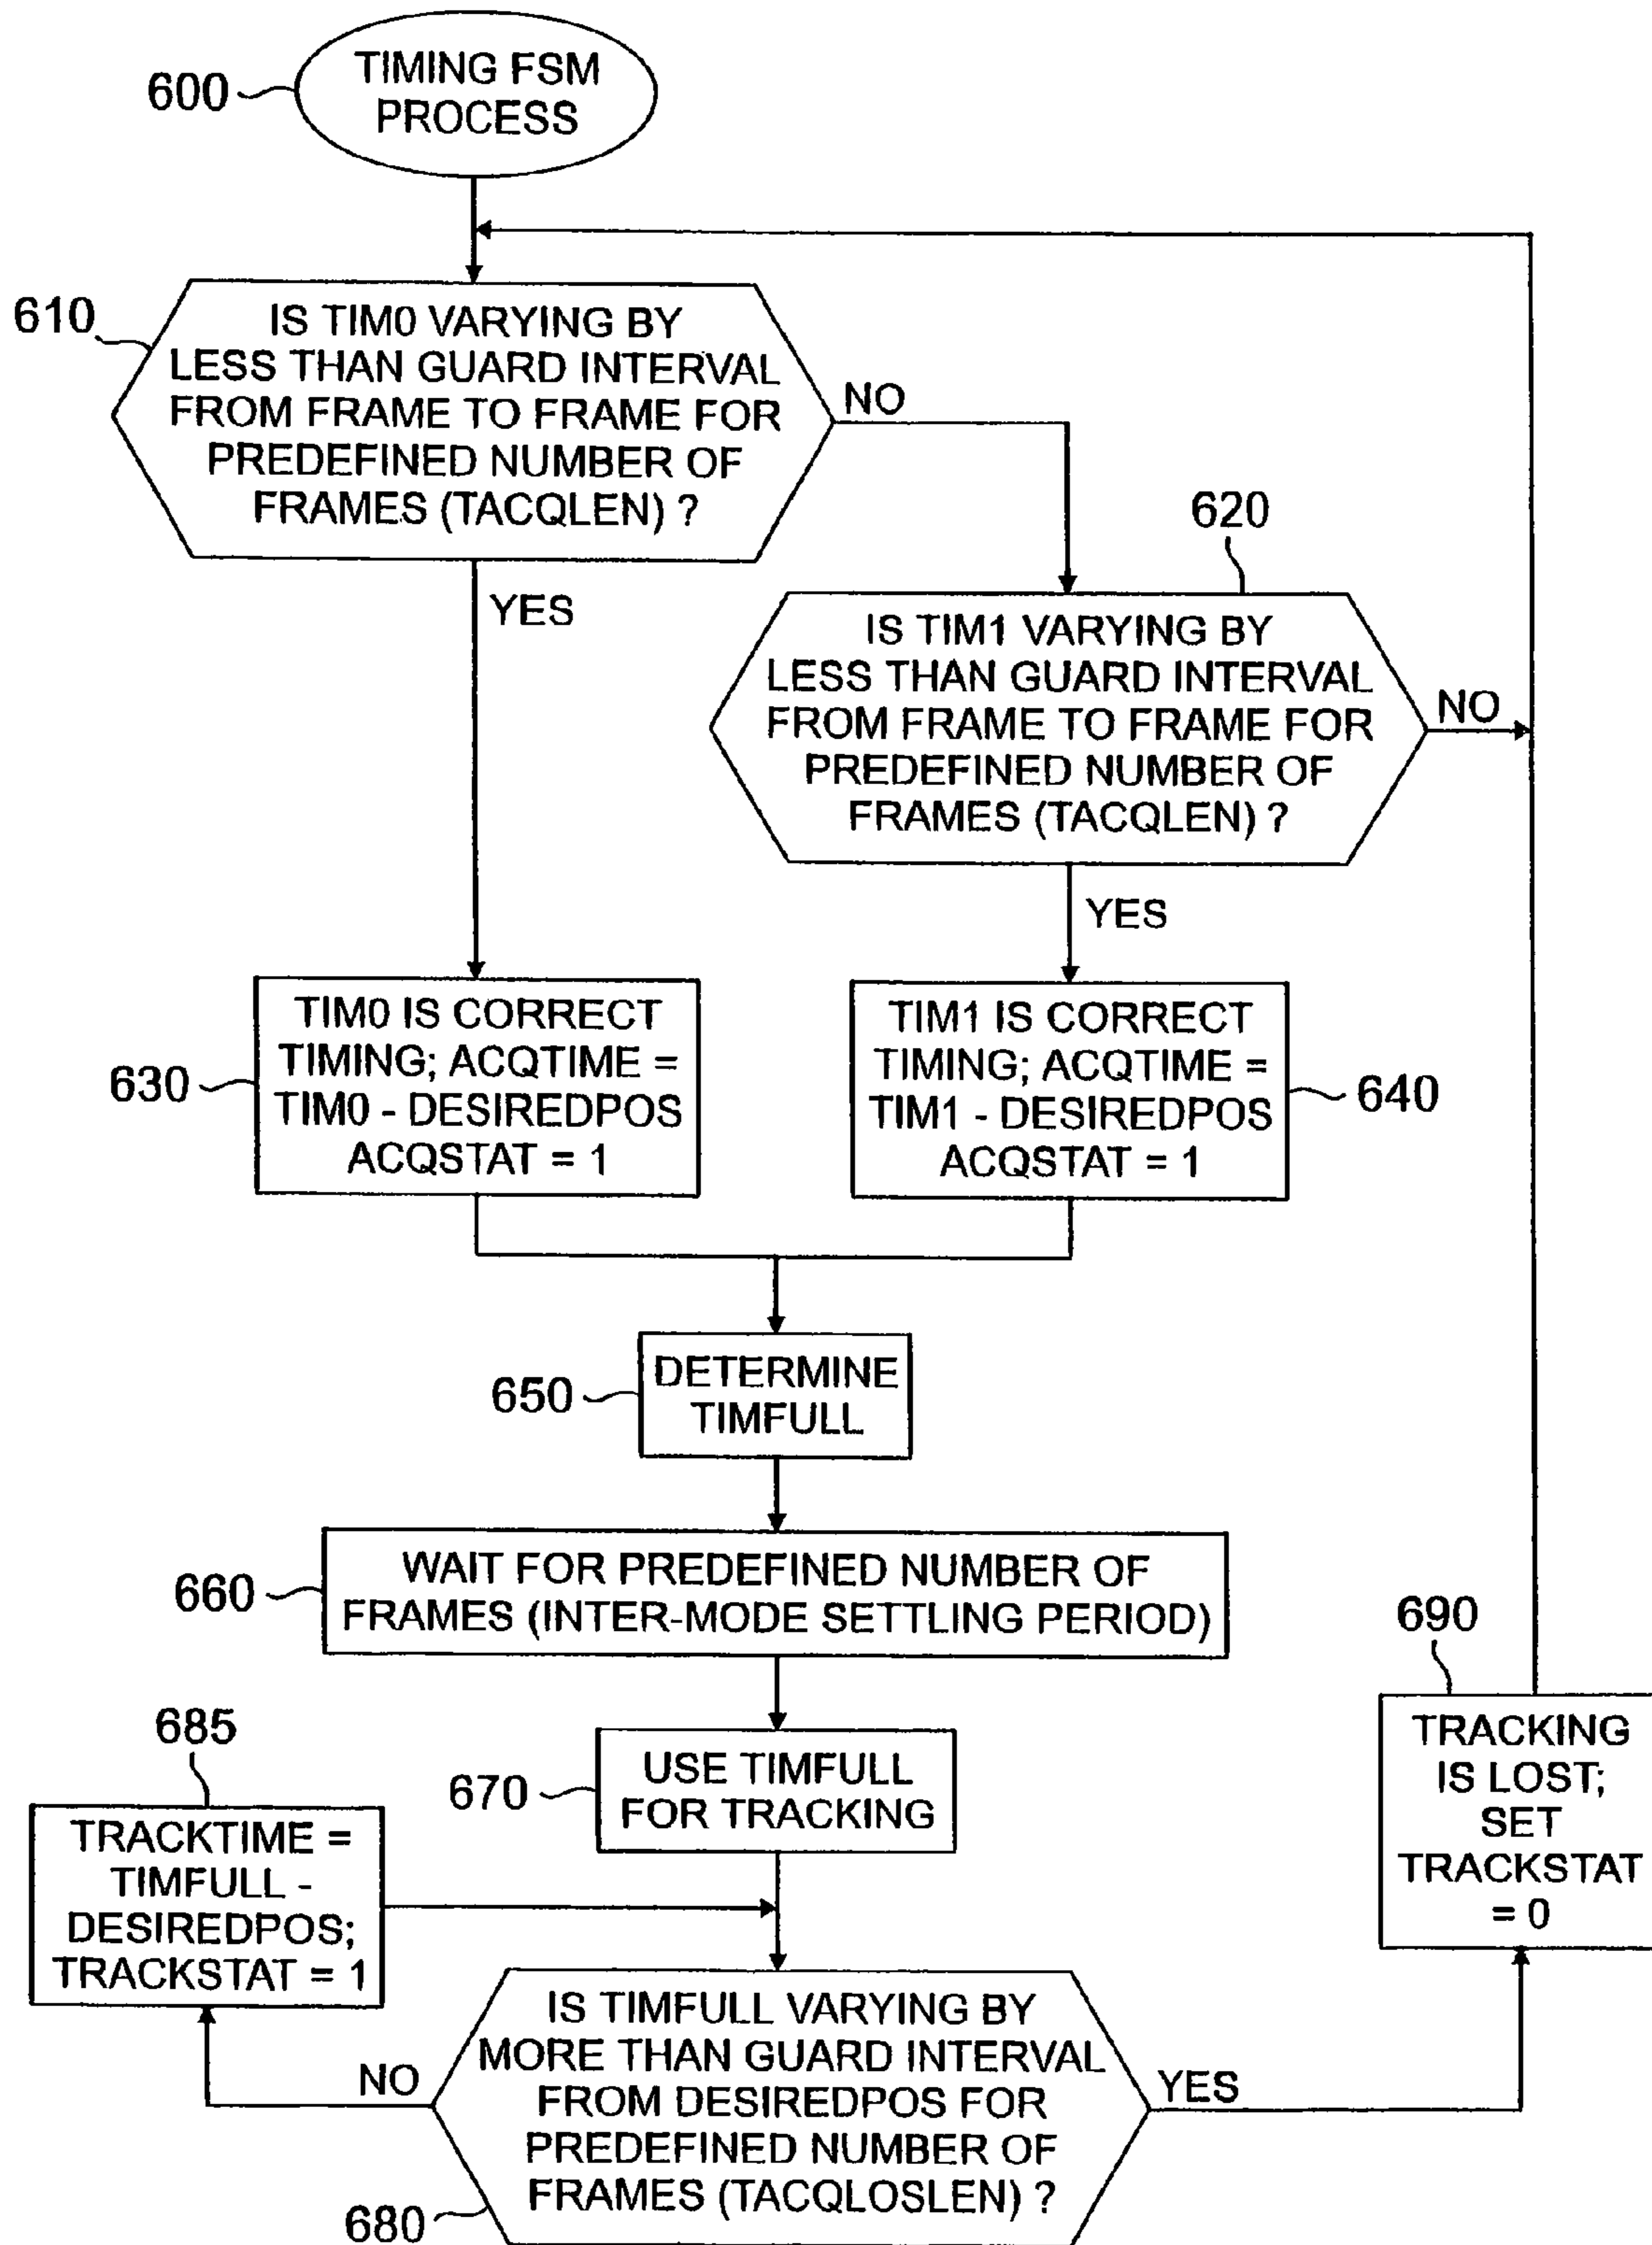 600
TIMING FSM
PROCESS
610
IS TIM0 VARYING BY
LESS THAN GUARD INTERVAL
FROM FRAME TO FRAME FOR
PREDEFINED NUMBER OF
FRAMES (TACQLEN) ?
NO
YES
620
IS TIM1 VARYING BY
LESS THAN GUARD INTERVAL
FROM FRAME TO FRAME FOR
PREDEFINED NUMBER OF
FRAMES (TACQLEN) ?
NO
YES
630
TIM0 IS CORRECT
TIMING; ACQTIME =
TIM0 - DESIREDPOS
ACQSTAT = 1
TIM1 IS CORRECT
TIMING; ACQTIME =
TIM1 - DESIREDPOS
ACQSTAT = 1
640
650
DETERMINE
TIMFULL
660
WAIT FOR PREDEFINED NUMBER OF
FRAMES (INTER-MODE SETTLING PERIOD)
670
USE TIMFULL
FOR TRACKING
685
TRACKTIME =
TIMFULL -
DESIREDPOS;
TRACKSTAT = 1
690
TRACKING
IS LOST;
SET
TRACKSTAT
= 0
NO
IS TIMFULL VARYING BY
MORE THAN GUARD INTERVAL
FROM DESIREDPOS FOR
PREDEFINED NUMBER OF
FRAMES (TACQLOSLEN) ?
YES
680